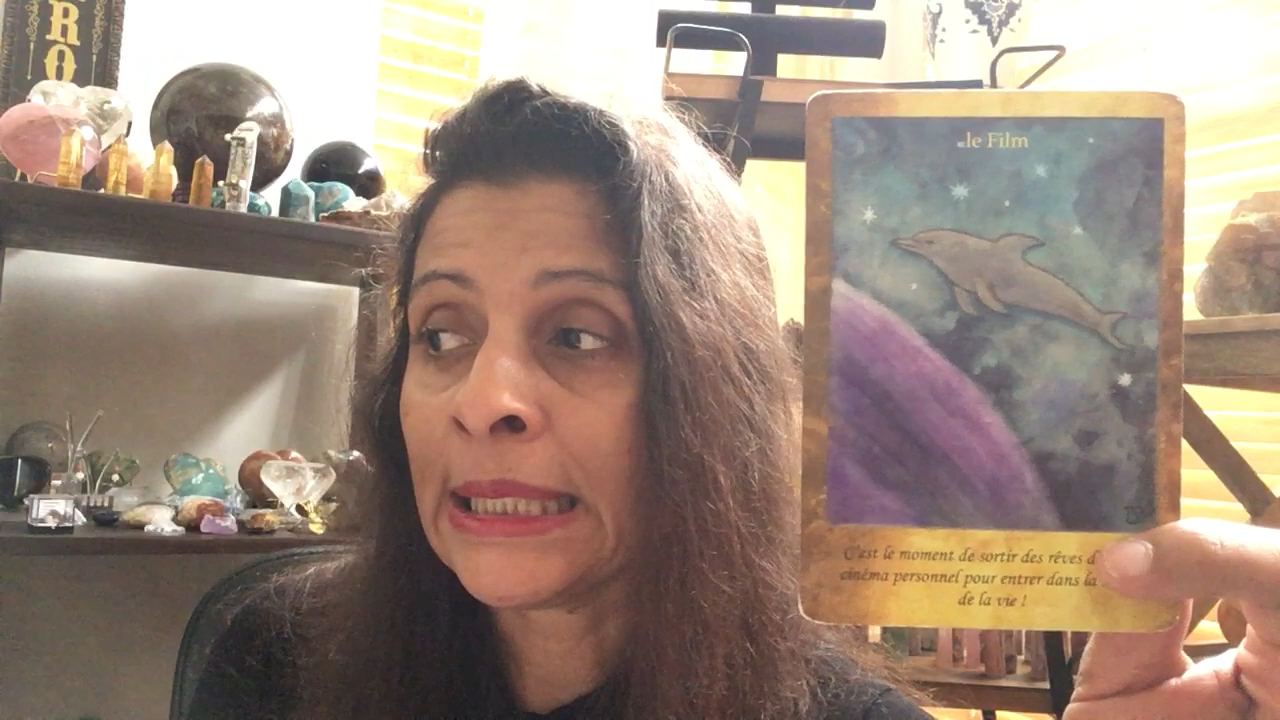 RO
le Film
C'est le moment de sortir des rêves d
cinéma personnel pour entrer dans la
de la vie !